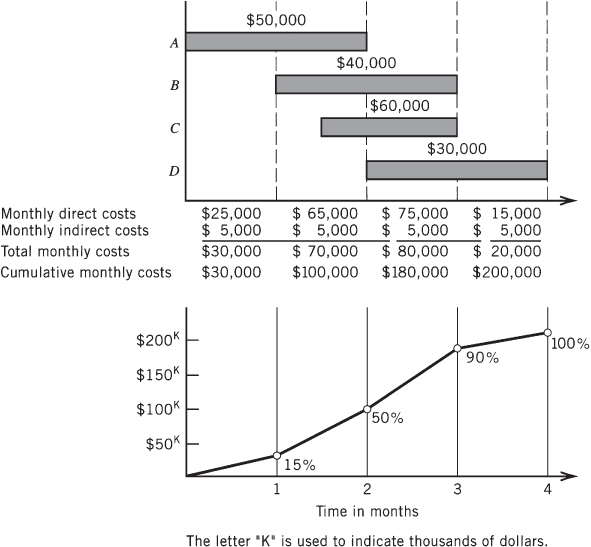 $50,000
A
$40,000
B
$60,000
C
$30,000
D
Monthly direct costs $25,000 $ 65,000 $ 75,000 $ 15,000
Monthly indirect costs $ 5,000 $ 5,000 $ 5,000 $ 5,000
Total monthly costs $30,000 $ 70,000 $ 80,000 $ 20,000
Cumulative monthly costs $30,000 $100,000 $180,000 $200,000
$200K
100%
90%
$150K
$100K
50%
$50K
15%
1 2 3 4
Time in months
The letter "K" is used to indicate thousands of dollars.